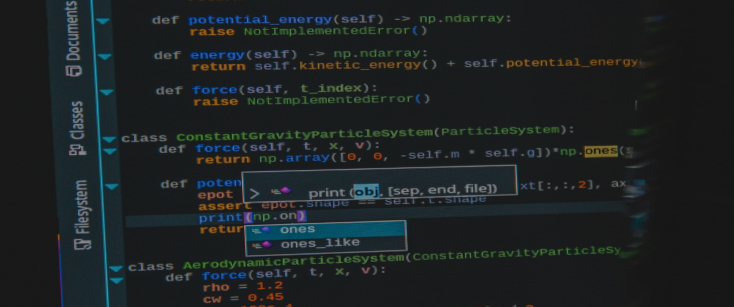 Documents
Classes
Filesystem
def potential_energy(self) -> np.ndarray:
raise NotImplementedError()
def energy(self) -> np.ndarray:
return self.kinetic_energy() + self.potential_energy
def force(self, t_index):
raise NotImplementedError()
class ConstantGravityParticleSystem(ParticleSystem):
def force(self, t, x, v):
return np.array([0, 0, -self.m * self.g])*np.ones(s
def poten
> print (obj, [sep, end, file])
epot
xt[:,:,2], ax
assert epot.shape == self.t.shape
print(np.on)
retur
ones
ones_like
class AerodynamicParticleSystem(ConstantGravityParticleSy
def force(self, t, x, v):
rho = 1.2
cw = 0.45